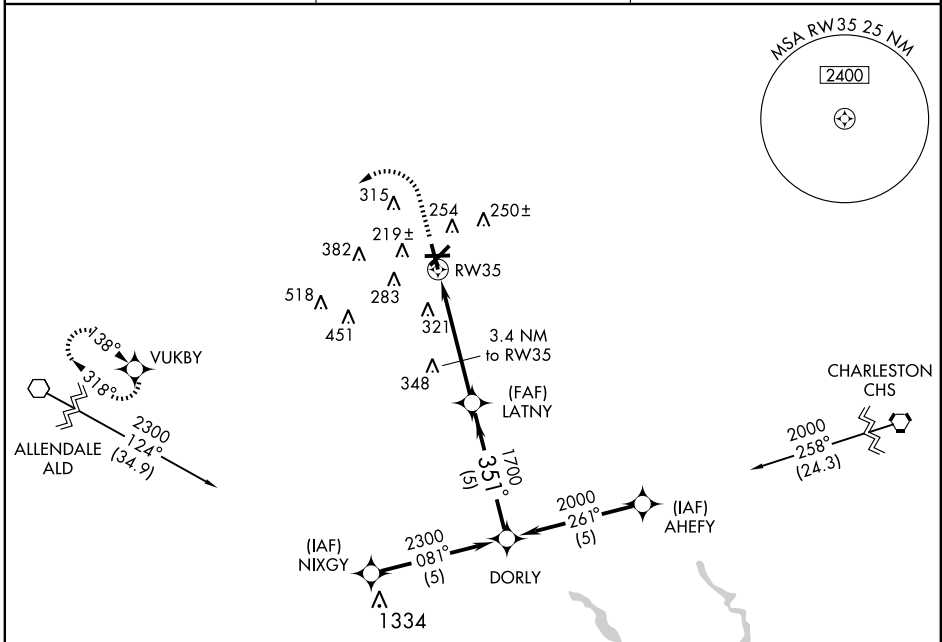 MSA RW35 25 NM
2400
315
254
250±
219±
382
RW35
283
518
451
321
3.4 NM
to RW35
348
138°
318°
VUKBY
(FAF)
LATNY
CHARLESTON
CHS
ALLENDALE
ALD
2300
124°
(34.9)
2000
258°
(24.3)
1700
351°
(5)
2000
261°
(5)
(IAF)
AHEFY
(IAF)
NIXGY
2300
081°
(5)
DORLY
1334